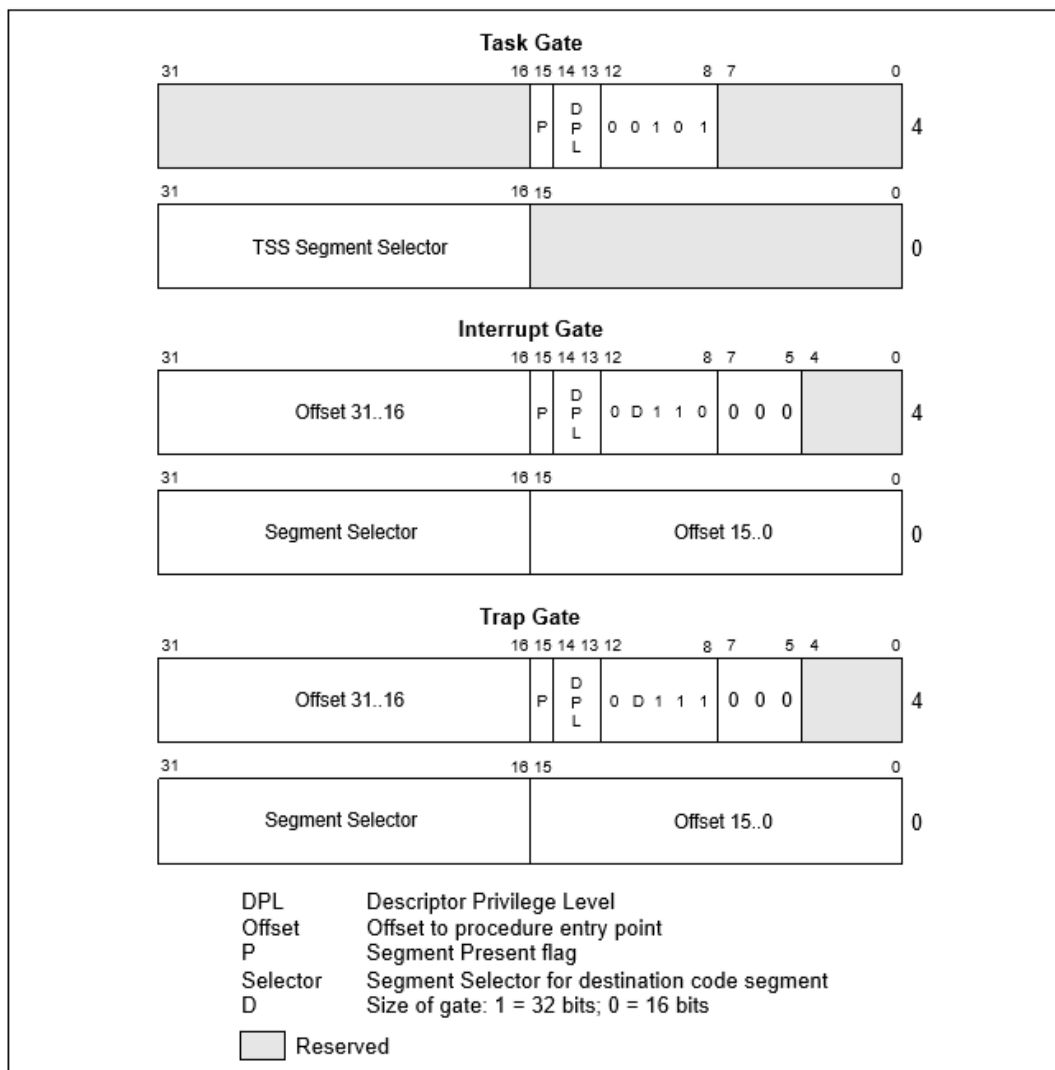 Task Gate
31 16 15 14 13 12 8 7 0
P D P L 0 0 1 0 1 4
31 16 15 0
TSS Segment Selector 0
Interrupt Gate
31 16 15 14 13 12 8 7 5 4 0
Offset 31..16 P D P L 0 D 1 1 0 0 0 0 4
31 16 15 0
Segment Selector Offset 15..0 0
Trap Gate
31 16 15 14 13 12 8 7 5 4 0
Offset 31..16 P D P L 0 D 1 1 1 0 0 0 4
31 16 15 0
Segment Selector Offset 15..0 0
DPL Descriptor Privilege Level
Offset Offset to procedure entry point
P Segment Present flag
Selector Segment Selector for destination code segment
D Size of gate: 1 = 32 bits; 0 = 16 bits
Reserved